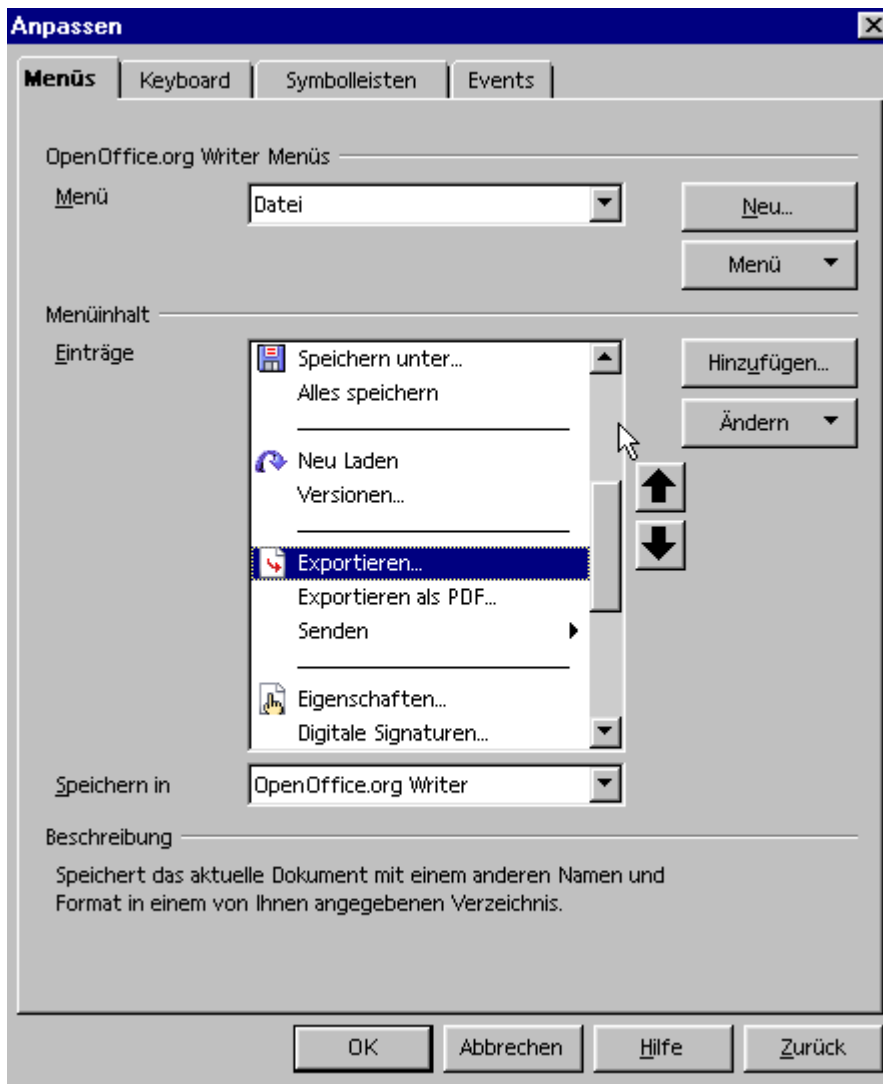 Anpassen
Menüs Keyboard Symbolleisten Events
OpenOffice.org Writer Menüs
Menü Datei Neu...
Menü
Menüinhalt
Einträge Speichern unter... Hinzufügen...
Alles speichern
Ändern
Neu Laden
Versionen...
Exportieren...
Exportieren als PDF...
Senden
Eigenschaften...
Digitale Signaturen...
Speichern in OpenOffice.org Writer
Beschreibung
Speichert das aktuelle Dokument mit einem anderen Namen und
Format in einem von Ihnen angegebenen Verzeichnis.
OK Abbrechen Hilfe Zurück